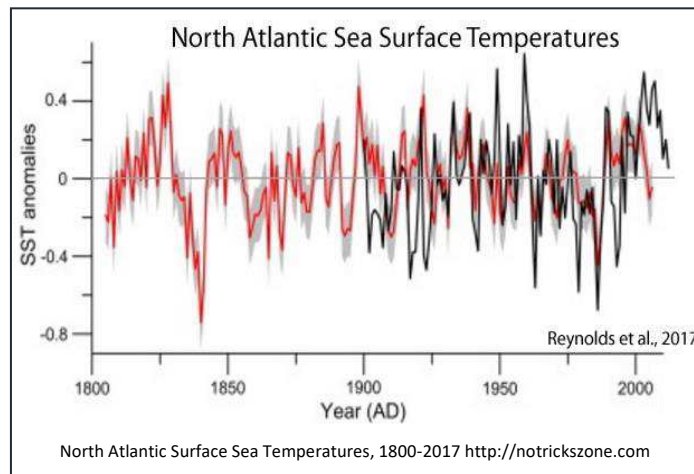 North Atlantic Sea Surface Temperatures
0.4
0
-0.4
-0.8
SST anomalies
Reynolds et al., 2017
1800
1850
1900
1950
2000
Year (AD)
North Atlantic Surface Sea Temperatures, 1800-2017 http://notrickszone.com